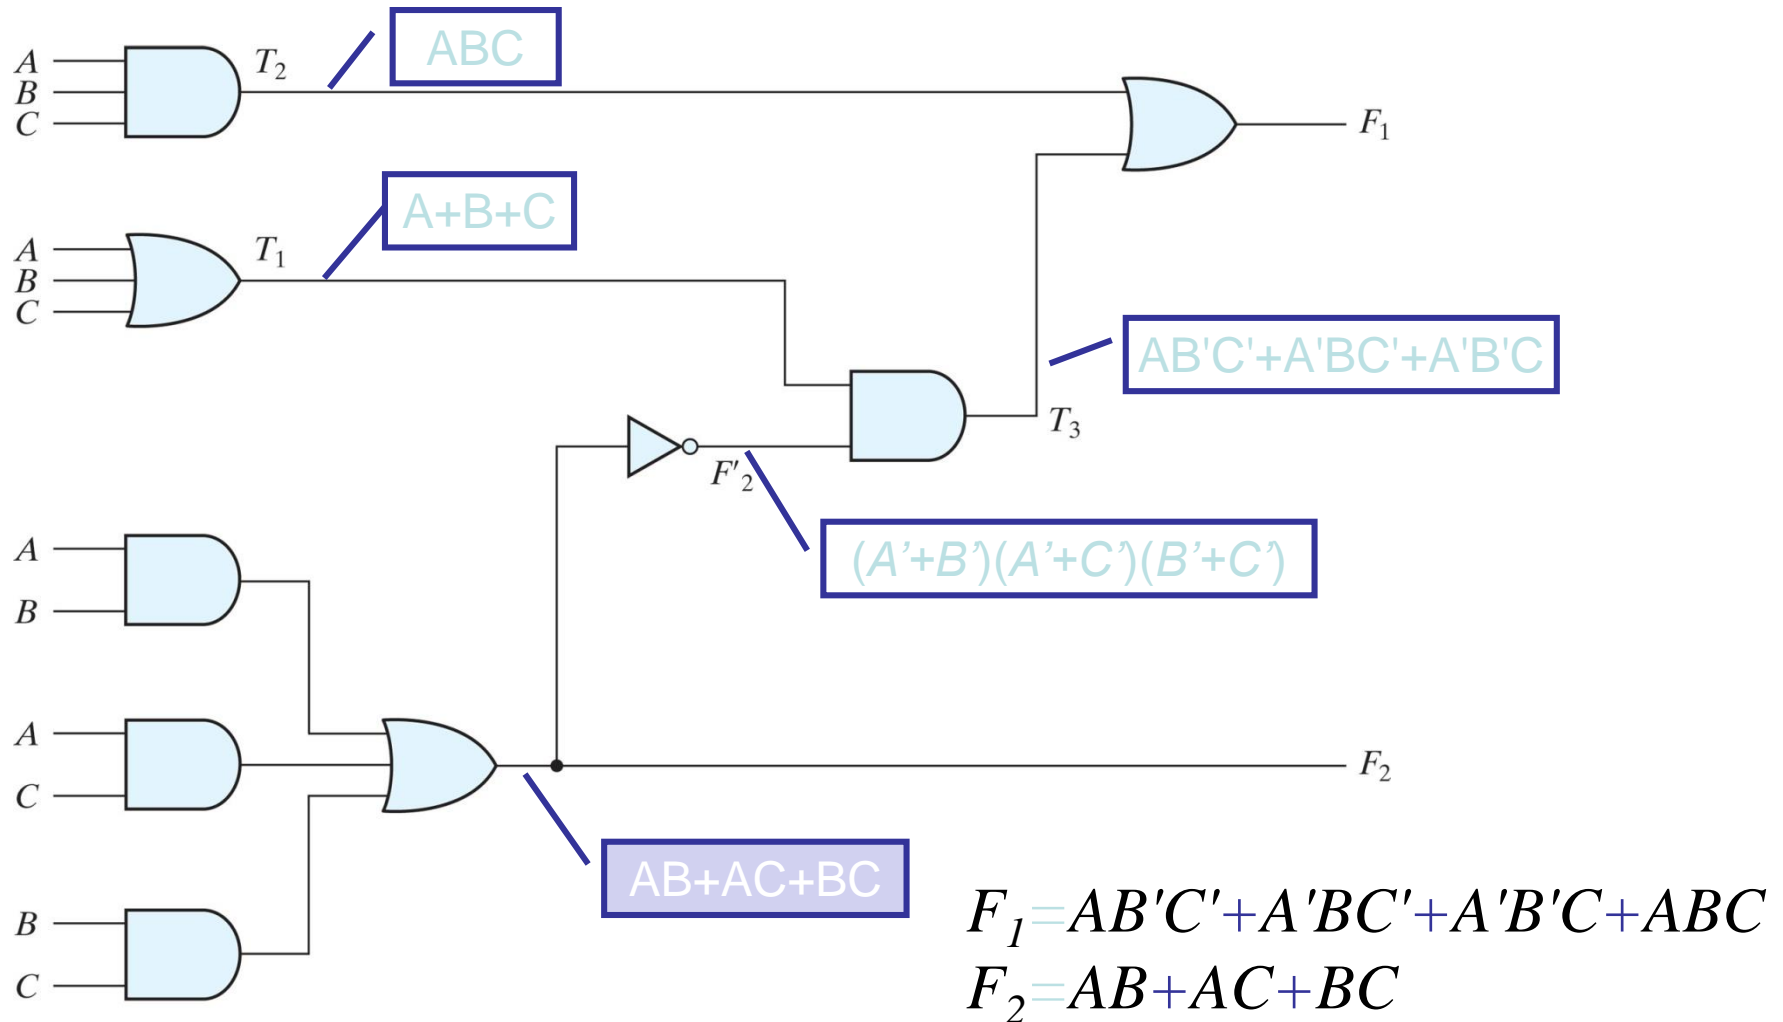 ABC
A
T2
B
C
F1
A+B+C
A
T1
B
C
AB'C'+A'BC'+A'B'C
T3
F'2
A
(A’+B’)(A’+C’)(B’+C’)
B
A
F2
C
AB+AC+BC
B
F1=AB'C'+A'BC'+A'B'C+ABC
C
F2=AB+AC+BC